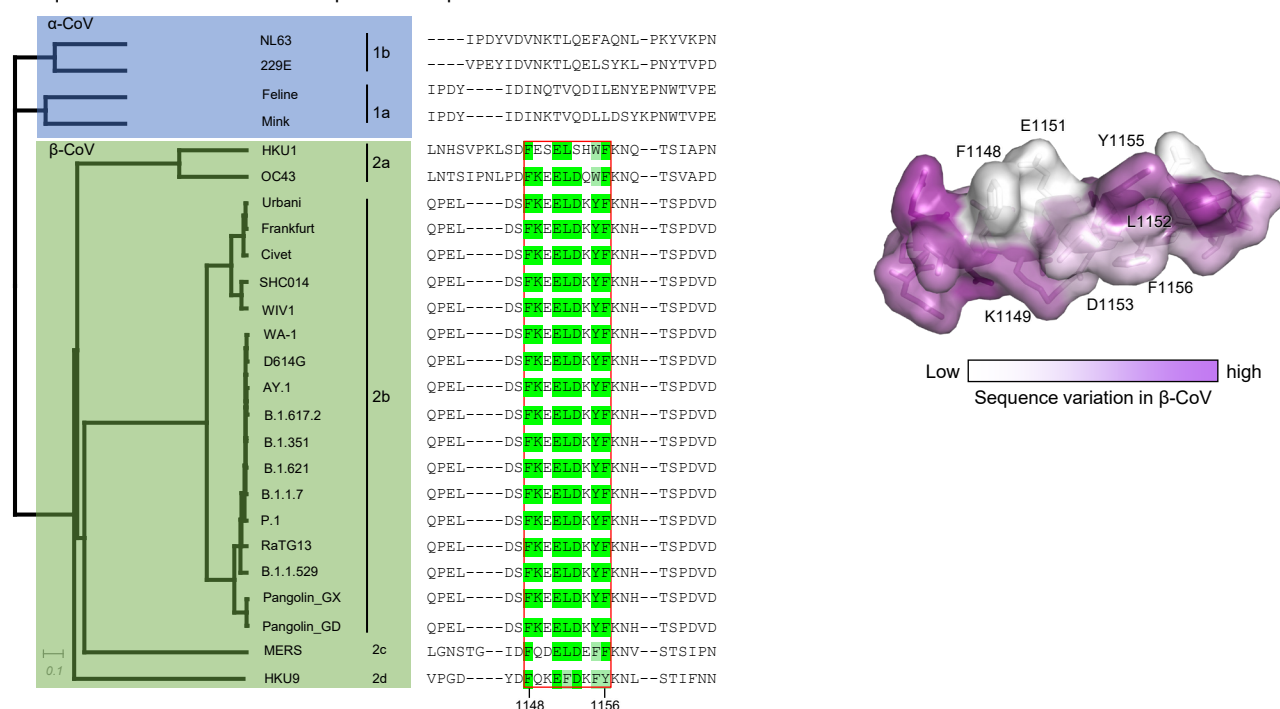 α-CoV
NL63 ----IPDYVDVNKTLQEFAQNL-PKYVKPN
1b
229E ----VPEYIDVNKTLQELSYKL-PNYTVPD
Feline IPDY----IDINQTVQDILENYEPNWTVPE
1a
Mink IPDY----IDINKTVQDLLDSYKPNWTVPE
β-CoV
HKU1 LNHSVPKLSDFESELSHWFKNQ--TSIAPN
2a
OC43 LNTSIPNLPDFKEELDQWFKNQ--TSVAPD
Urbani QPEL----DSFKEELDKYFKNH--TSPDVD
Frankfurt QPEL----DSFKEELDKYFKNH--TSPDVD
Civet QPEL----DSFKEELDKYFKNH--TSPDVD
SHC014 QPEL----DSFKEELDKYFKNH--TSPDVD
WIV1 QPEL----DSFKEELDKYFKNH--TSPDVD
WA-1 QPEL----DSFKEELDKYFKNH--TSPDVD
D614G QPEL----DSFKEELDKYFKNH--TSPDVD
AY.1 QPEL----DSFKEELDKYFKNH--TSPDVD
2b
B.1.617.2 QPEL----DSFKEELDKYFKNH--TSPDVD
B.1.351 QPEL----DSFKEELDKYFKNH--TSPDVD
B.1.621 QPEL----DSFKEELDKYFKNH--TSPDVD
B.1.1.7 QPEL----DSFKEELDKYFKNH--TSPDVD
P.1 QPEL----DSFKEELDKYFKNH--TSPDVD
RaTG13 QPEL----DSFKEELDKYFKNH--TSPDVD
B.1.1.529 QPEL----DSFKEELDKYFKNH--TSPDVD
Pangolin_GX QPEL----DSFKEELDKYFKNH--TSPDVD
Pangolin_GD QPEL----DSFKEELDKYFKNH--TSPDVD
MERS 2c LGNSTG--IDFQDELDEFFKNV--STSIPN
HKU9 2d VPGD----YDFQKEFDKFYKNL--STIFNN
0.1
1148 1156
E1151
F1148
Y1155
L1152
F1156
D1153
K1149
Low high
Sequence variation in β-CoV